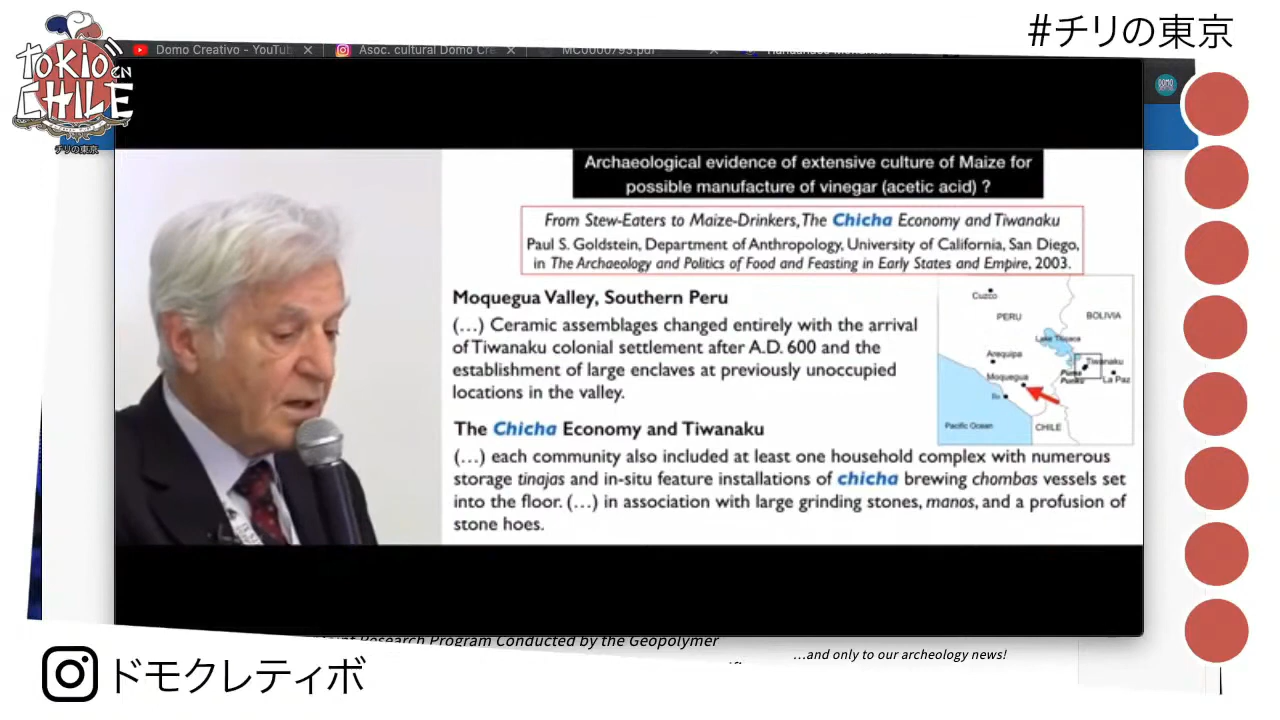 #チリの東京
TOKIO
EN
CHILE
チリの東京
Domo Creativo - YouTub
Asoc. cultural Domo Cre
MC0000793.pdf
Archaeological evidence of extensive culture of Maize for
possible manufacture of vinegar (acetic acid) ?
From Stew-Eaters to Maize-Drinkers,The Chicha Economy and Tiwanaku
Paul S. Goldstein, Department of Anthropology, University of California, San Diego,
in The Archaeology and Politics of Food and Feasting in Early States and Empire, 2003.
Moquegua Valley, Southern Peru
(...) Ceramic assemblages changed entirely with the arrival
of Tiwanaku colonial settlement after A.D. 600 and the
establishment of large enclaves at previously unoccupied
locations in the valley.
Cuzco
PERU
BOLIVIA
Lake Titicaca
Arequipa
Tiwanaku
Puma
Punku
La Paz
Moquegua
Ilo
Pacific Ocean
CHILE
The Chicha Economy and Tiwanaku
(...) each community also included at least one household complex with numerous
storage tinajas and in-situ feature installations of chicha brewing chombas vessels set
into the floor. (...) in association with large grinding stones, manos, and a profusion of
stone hoes.
Research Program Conducted by the Geopolymer
...and only to our archeology news!
ドモクレティボ